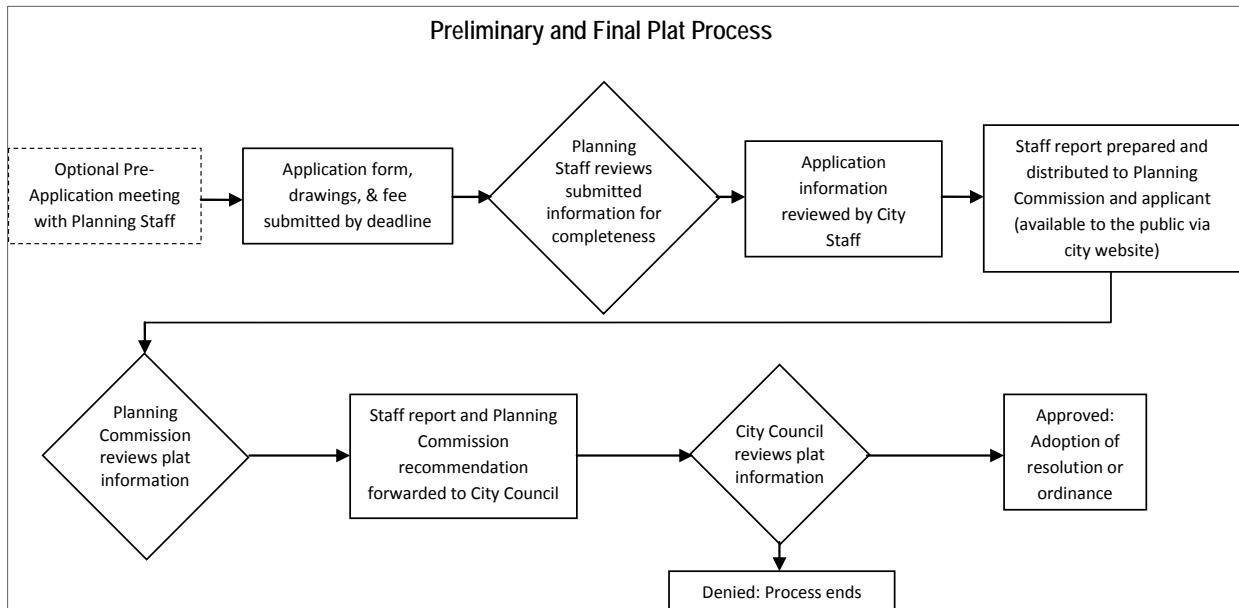 Preliminary and Final Plat Process
Optional Pre-
Application meeting
with Planning Staff
Application form,
drawings, & fee
submitted by deadline
Planning
Staff reviews
submitted
information for
completeness
Application
information
reviewed by City
Staff
Staff report prepared and
distributed to Planning
Commission and applicant
(available to the public via
city website)
Planning
Commission
reviews plat
information
Staff report and Planning
Commission
recommendation
forwarded to City Council
City Council
reviews plat
information
Approved:
Adoption of
resolution or
ordinance
Denied: Process ends